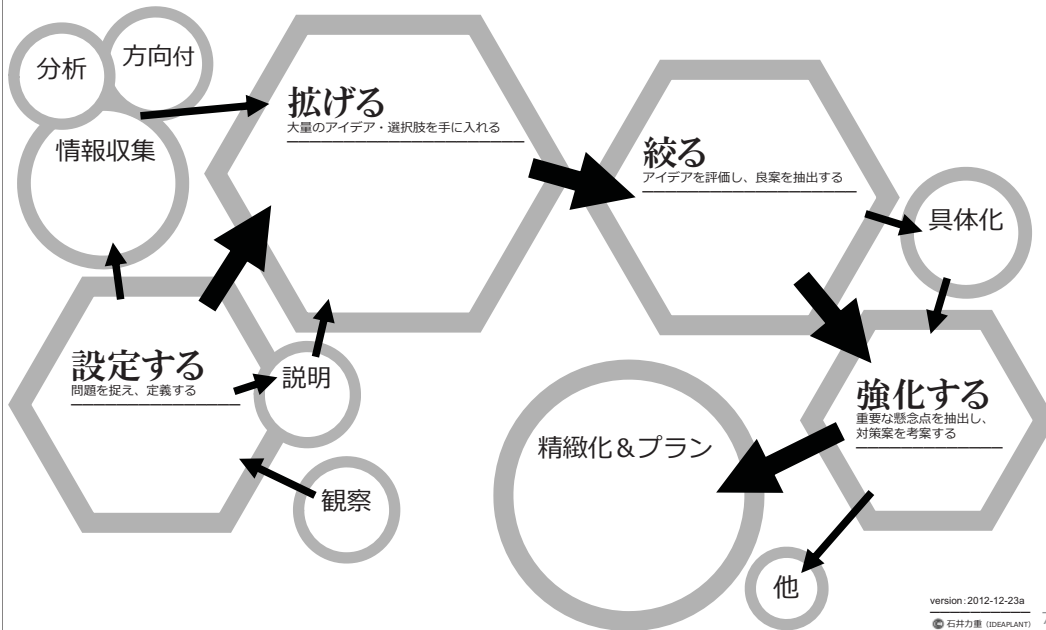 分析
方向付
情報収集
拡げる
大量のアイデア・選択肢を手に入れる
絞る
アイデアを評価し、良案を抽出する
具体化
設定する
問題を捉え、定義する
説明
観察
強化する
重要な懸念点を抽出し、
対策案を考案する
精緻化＆プラン
他
version：2012-12-23a
石井力重（IDEAPLANT）